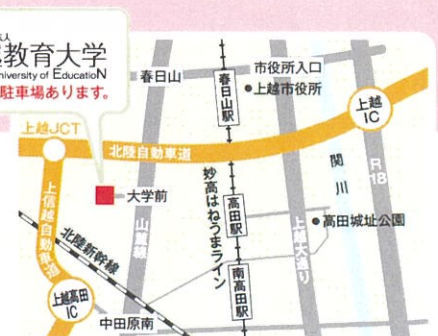 教育大学
niversity of EducatioN
駐車場あります。
春日山
春日山駅
市役所入口
上越市役所
上越IC
上越JCT
北陸自動車道
関川
R18
大学前
上信越自動車道
山麓線
妙高はねうまライン
高田駅
上越大通り
高田城址公園
北陸新幹線
南高田駅
上越高田IC
中田原南